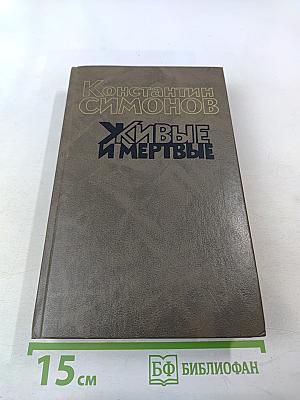 Константин
СИМОНОВ
ЖИВЫЕ
И МЕРТВЫЕ
15 см
БФ БИБЛИОФАН